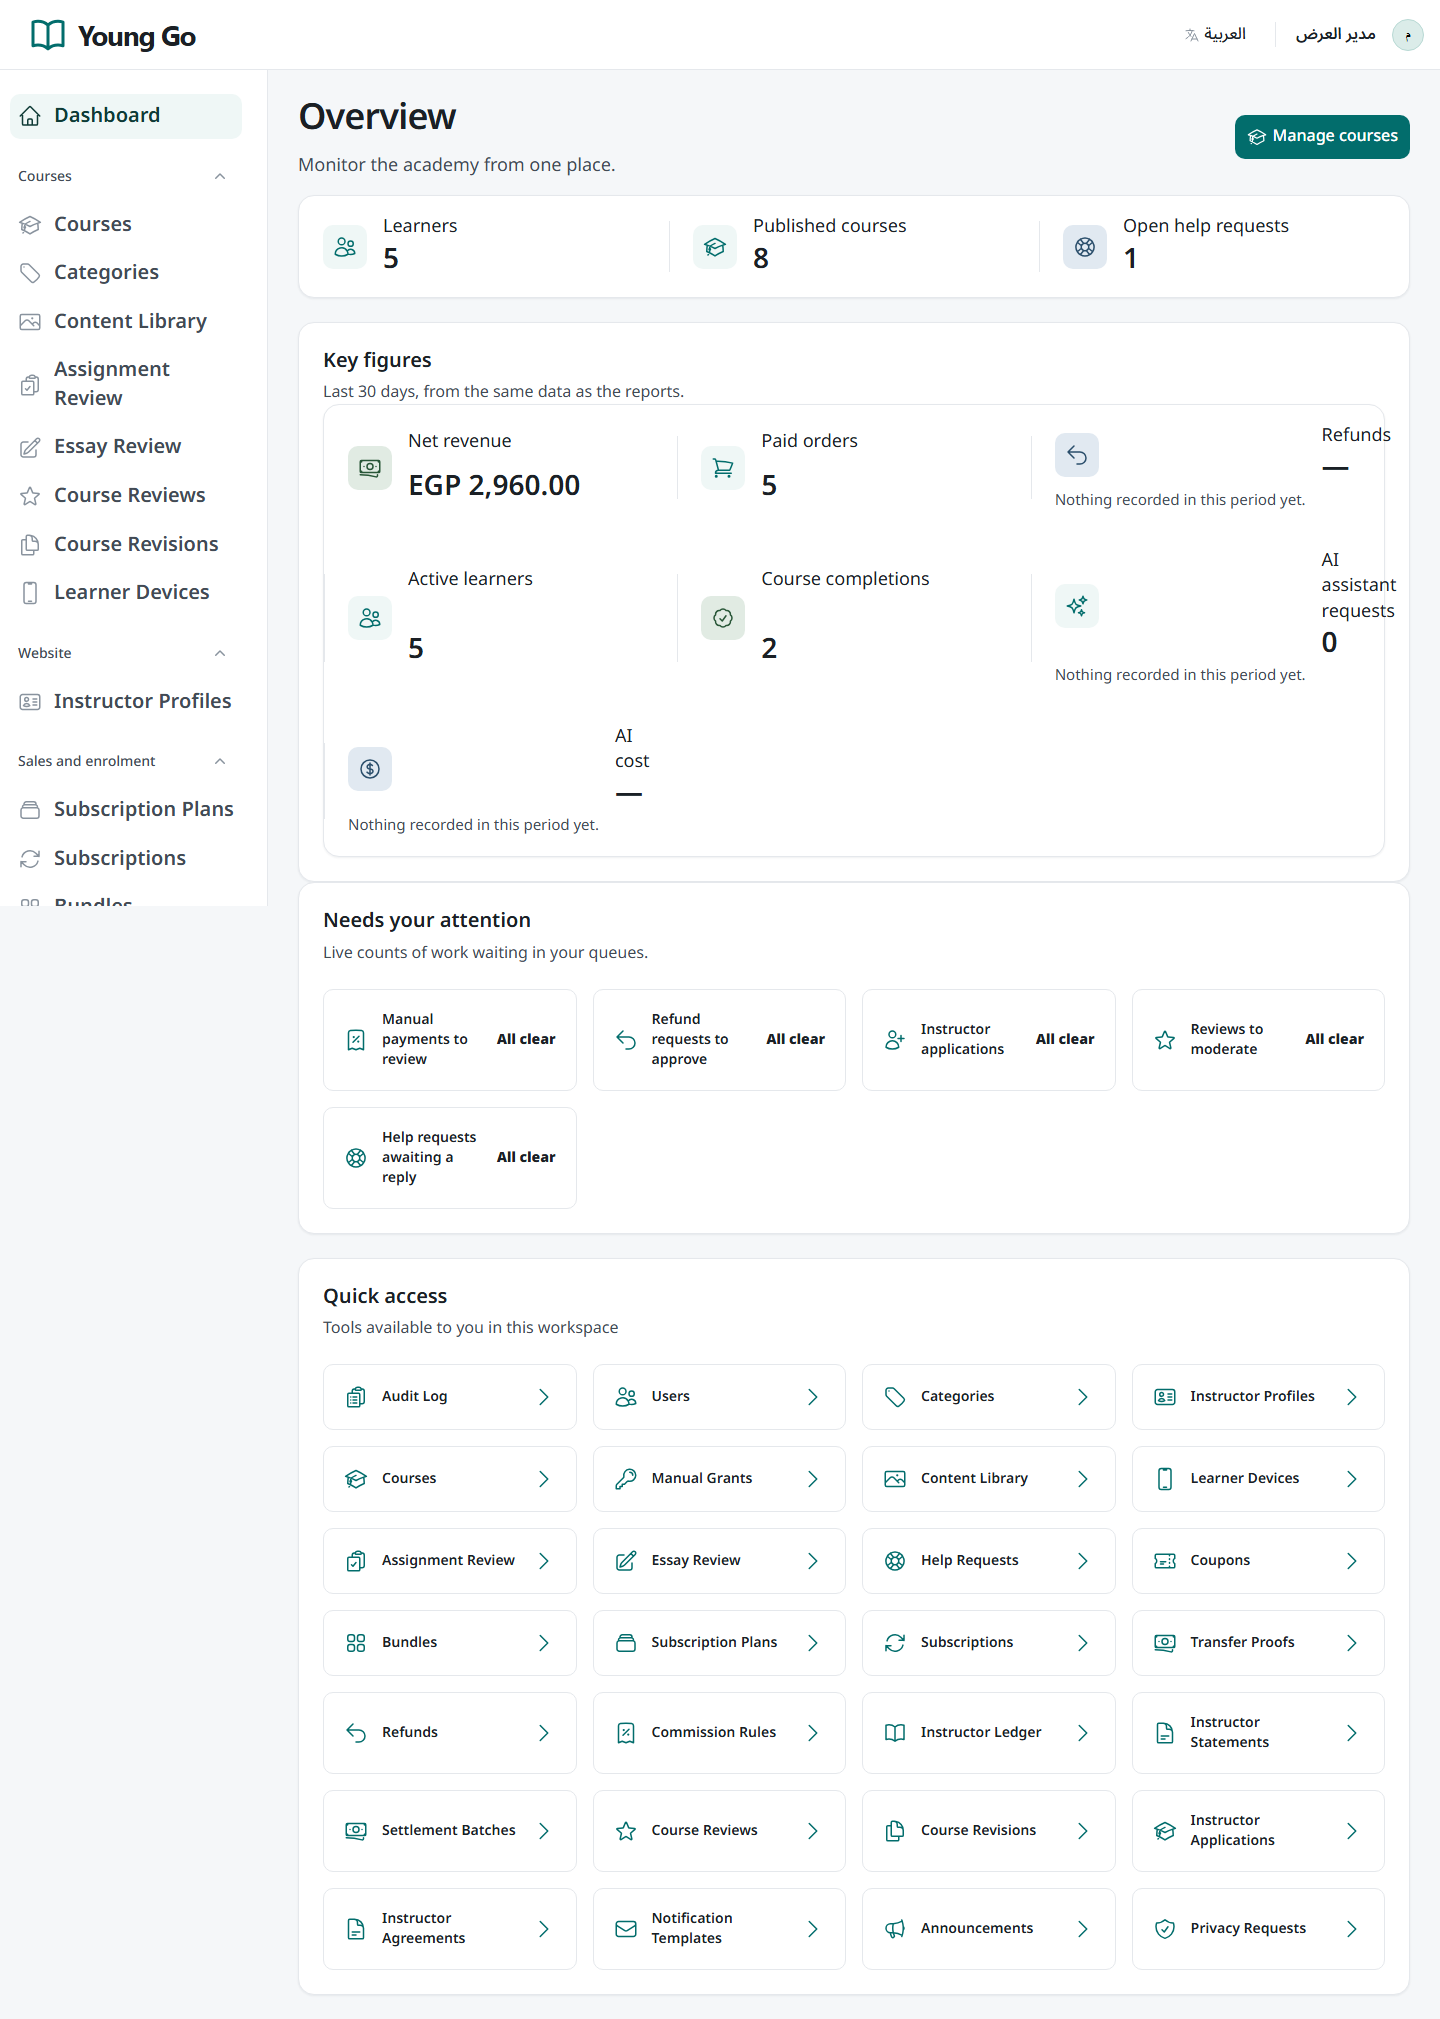 Young Go
العربية
مدير العرض
م
Dashboard
Courses
Courses
Categories
Content Library
Assignment
Review
Essay Review
Course Reviews
Course Revisions
Learner Devices
Website
Instructor Profiles
Sales and enrolment
Subscription Plans
Subscriptions
Bundles
Overview
Monitor the academy from one place.
Manage courses
Learners
5
Published courses
8
Open help requests
1
Key figures
Last 30 days, from the same data as the reports.
Net revenue
EGP 2,960.00
Paid orders
5
Refunds
—
Nothing recorded in this period yet.
Active learners
5
Course completions
2
AI
assistant
requests
0
Nothing recorded in this period yet.
AI
cost
—
Nothing recorded in this period yet.
Needs your attention
Live counts of work waiting in your queues.
Manual
payments to
review
All clear
Refund
requests to
approve
All clear
Instructor
applications
All clear
Reviews to
moderate
All clear
Help requests
awaiting a
reply
All clear
Quick access
Tools available to you in this workspace
Audit Log
Users
Categories
Instructor Profiles
Courses
Manual Grants
Content Library
Learner Devices
Assignment Review
Essay Review
Help Requests
Coupons
Bundles
Subscription Plans
Subscriptions
Transfer Proofs
Refunds
Commission Rules
Instructor Ledger
Instructor
Statements
Settlement Batches
Course Reviews
Course Revisions
Instructor
Applications
Instructor
Agreements
Notification
Templates
Announcements
Privacy Requests